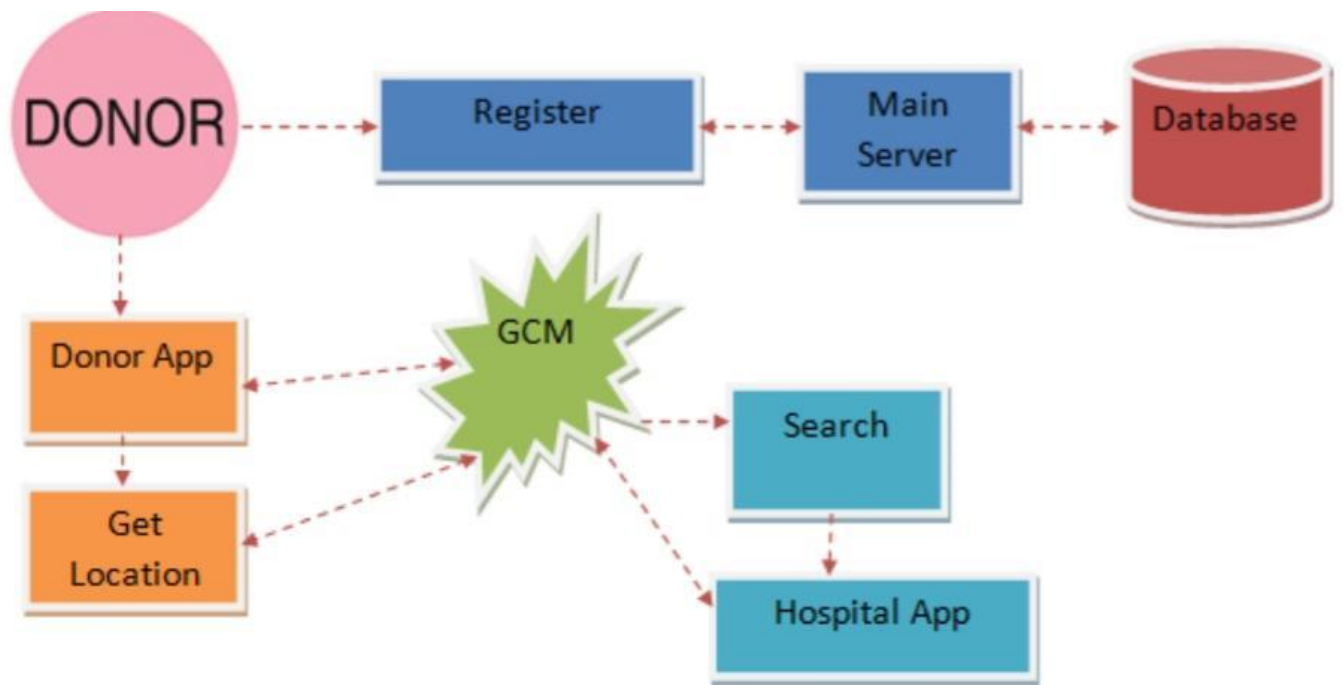 DONOR
Register
Main
Server
Database
GCM
Donor App
Search
Get
Location
Hospital App